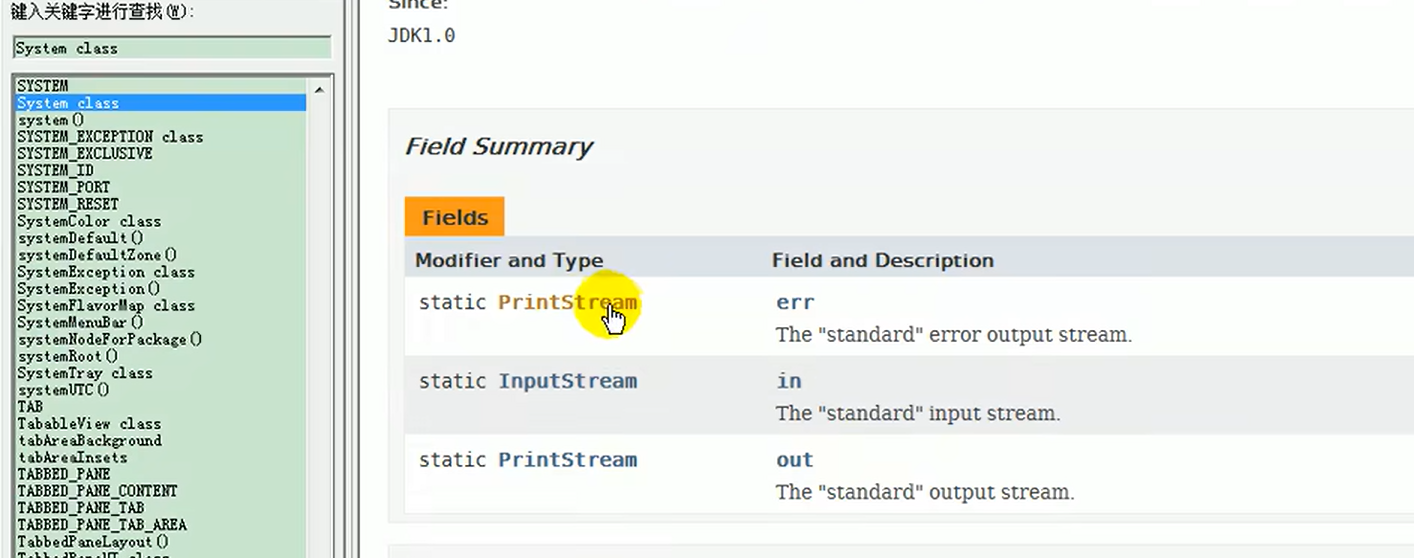 键入关键字进行查找(W):
System class
SYSTEM
System class
system()
SYSTEM_EXCEPTION class
SYSTEM_EXCLUSIVE
SYSTEM_ID
SYSTEM_PORT
SYSTEM_RESET
SystemColor class
systemDefault()
systemDefaultZone()
SystemException class
SystemException()
SystemFlavorMap class
SystemMenuBar()
systemNodeForPackage()
systemRoot()
SystemTray class
systemUTC()
TAB
TabableView class
tabAreaBackground
tabAreaInsets
TABBED_PANE
TABBED_PANE_CONTENT
TABBED_PANE_TAB
TABBED_PANE_TAB_AREA
TabbedPaneLayout()
TabbedPaneUI class
Since:
JDK1.0
Field Summary
Fields
Modifier and Type Field and Description
static PrintStream err
The "standard" error output stream.
static InputStream in
The "standard" input stream.
static PrintStream out
The "standard" output stream.